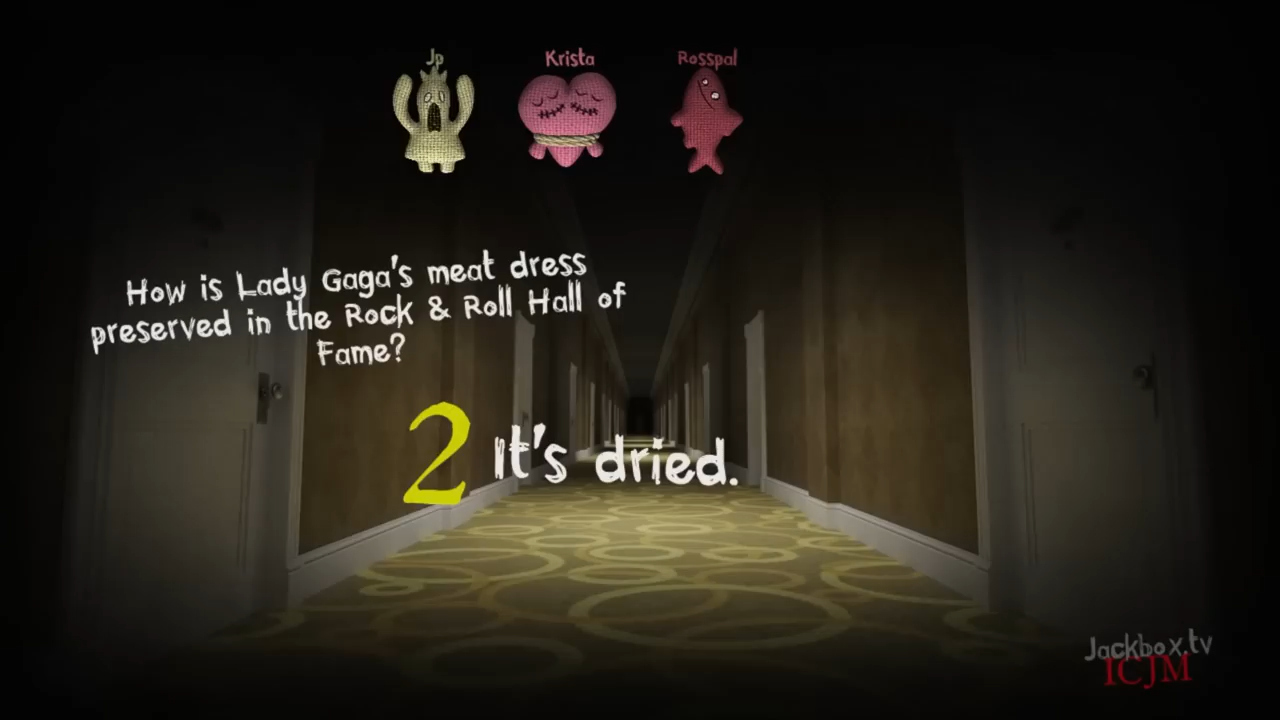 Jp
Krista
Rosspal
How is Lady Gaga's meat dress
preserved in the Rock & Roll Hall of
Fame?
2 It's dried.
Jackbox.tv
ICJM